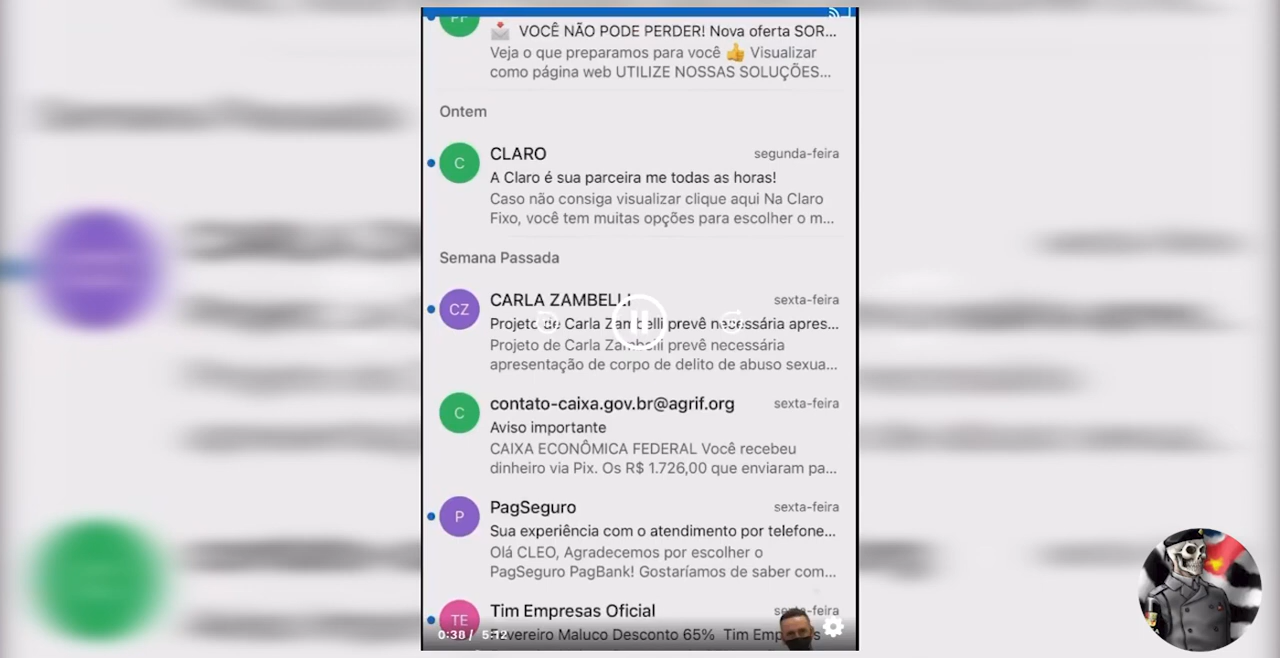 PF
VOCÊ NÃO PODE PERDER! Nova oferta SOR...
Veja o que preparamos para você 👍 Visualizar
como página web UTILIZE NOSSAS SOLUÇÕES...
Ontem
C
CLARO
segunda-feira
A Claro é sua parceira me todas as horas!
Caso não consiga visualizar clique aqui Na Claro
Fixo, você tem muitas opções para escolher o m...
Semana Passada
CZ
CARLA ZAMBELLI
sexta-feira
Projeto de Carla Zambelli prevê necessária apres...
Projeto de Carla Zambelli prevê necessária
apresentação de corpo de delito de abuso sexua...
C
contato-caixa.gov.br@agrif.org
sexta-feira
Aviso importante
CAIXA ECONÔMICA FEDERAL Você recebeu
dinheiro via Pix. Os R$ 1.726,00 que enviaram pa...
P
PagSeguro
sexta-feira
Sua experiência com o atendimento por telefone...
Olá CLEO, Agradecemos por escolher o
PagSeguro PagBank! Gostaríamos de saber com...
TE
Tim Empresas Oficial
sexta-feira
0:38 / 5:12
Fevereiro Maluco Desconto 65% Tim Emp